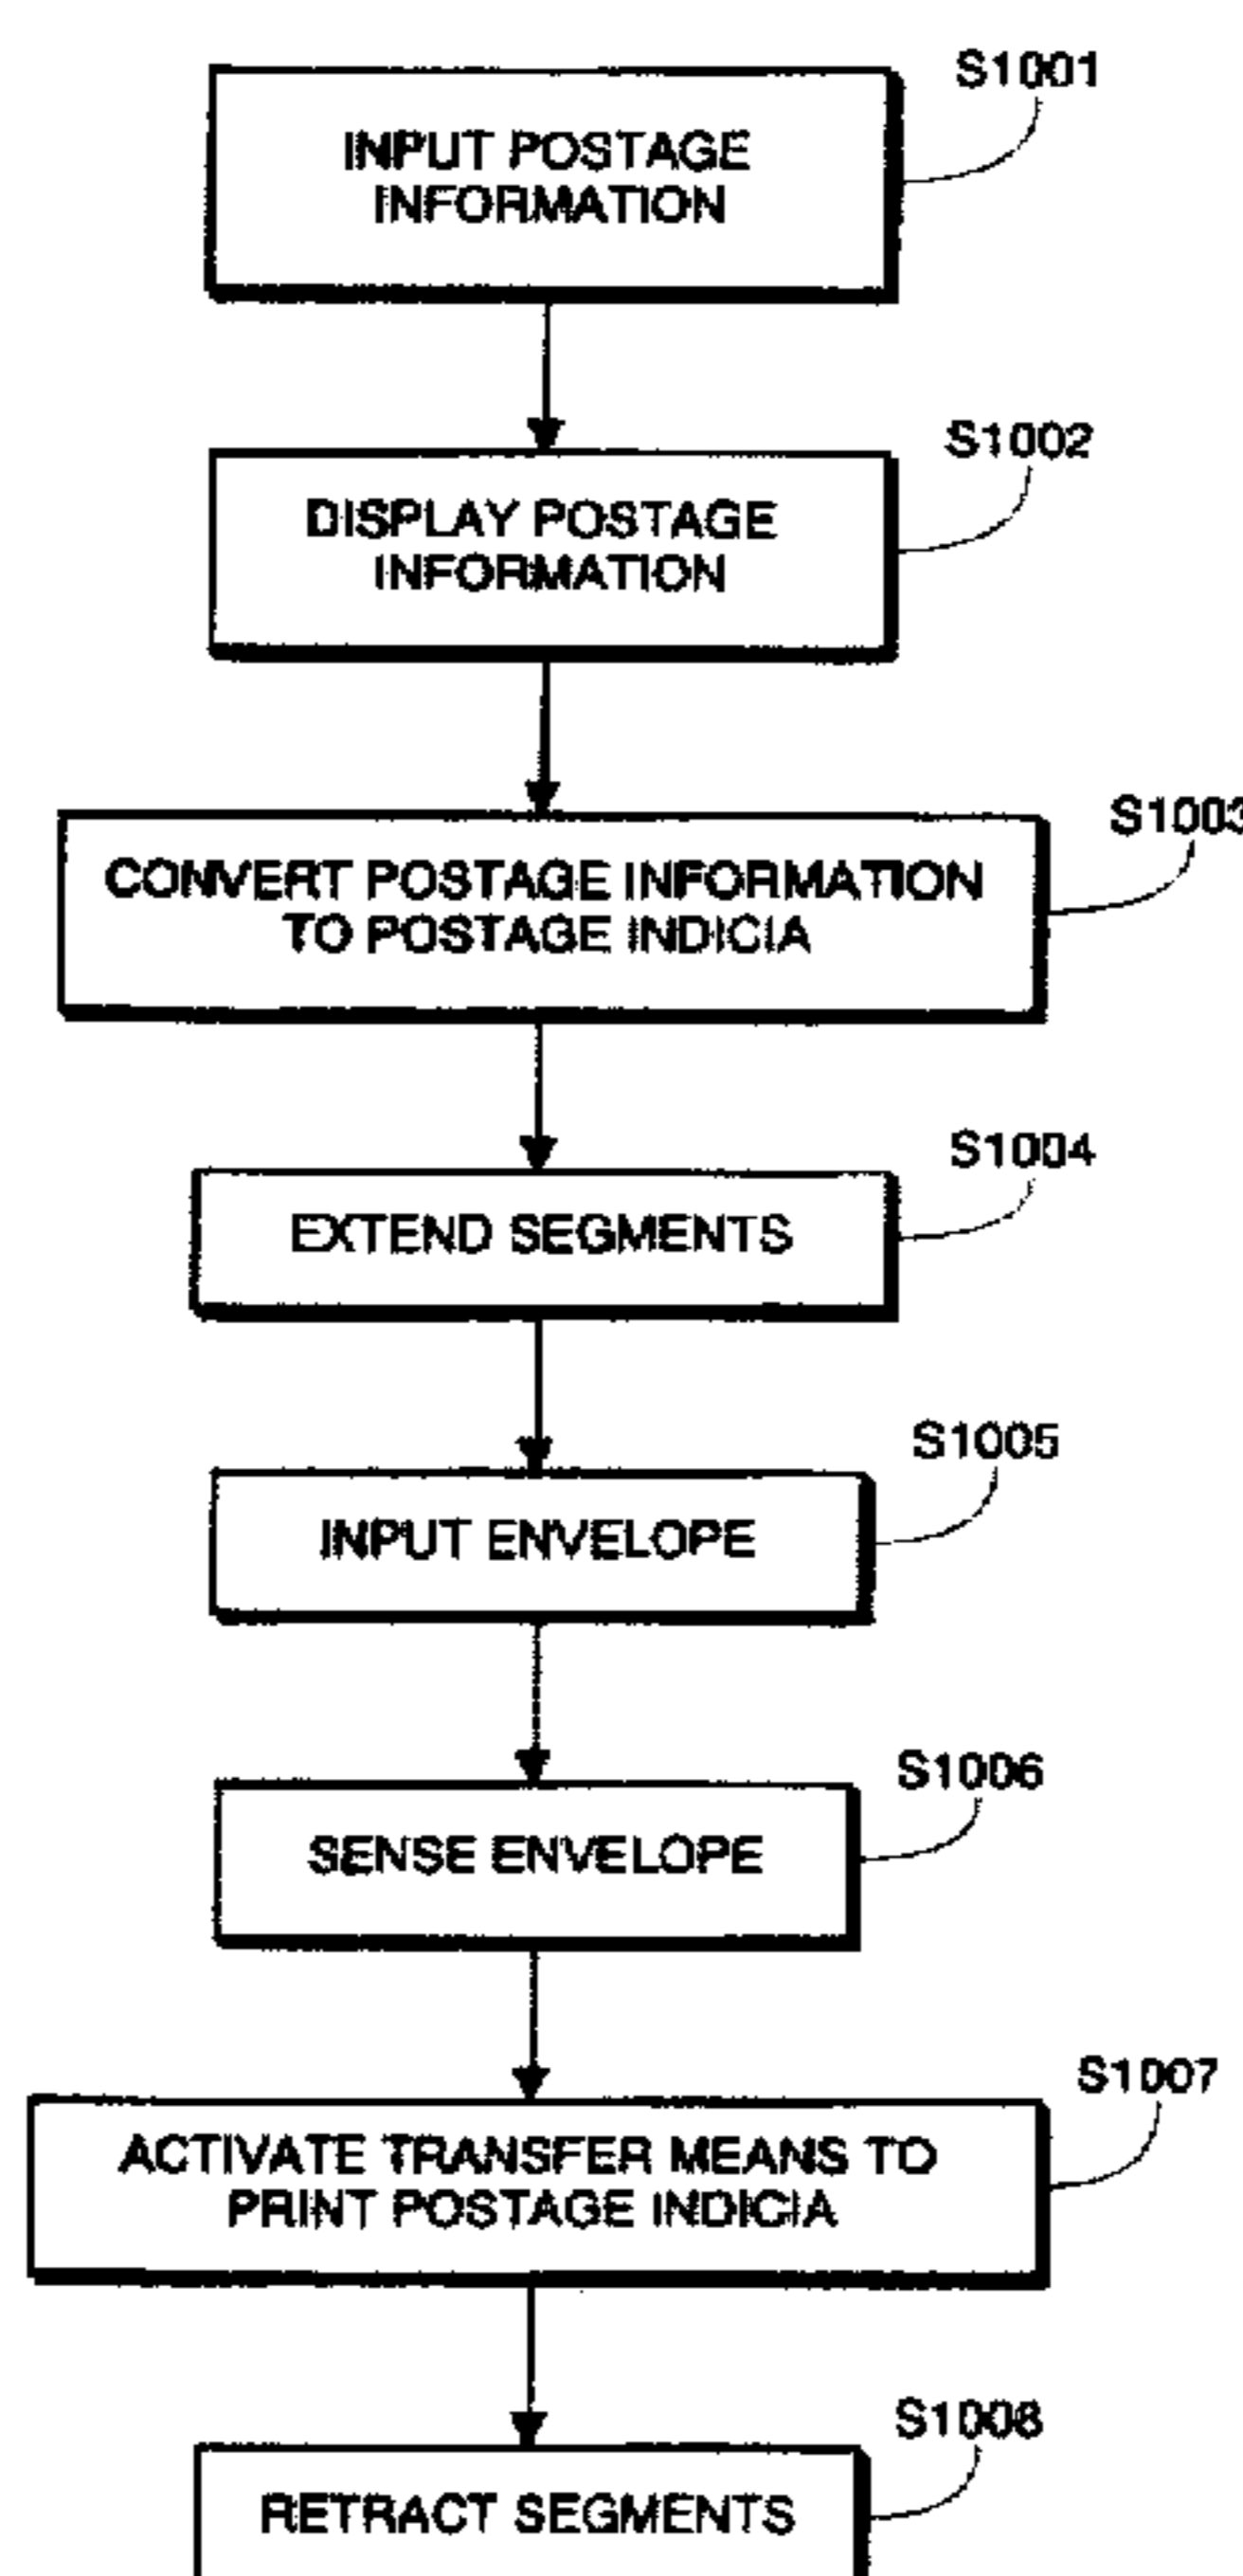 S1001
INPUT POSTAGE
INFORMATION
S1002
DISPLAY POSTAGE
INFORMATION
S1003
CONVERT POSTAGE INFORMATION
TO POSTAGE INDICIA
S1004
EXTEND SEGMENTS
S1005
INPUT ENVELOPE
S1006
SENSE ENVELOPE
S1007
ACTIVATE TRANSFER MEANS TO
PRINT POSTAGE INDICIA
S1008
RETRACT SEGMENTS